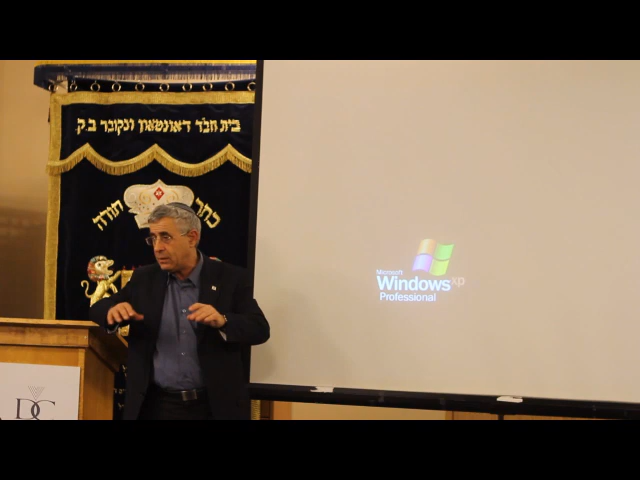 בית חבד דאונטאון ונקובר ב.ק.
כתר תורה
Microsoft
Windows xp
Professional
DC